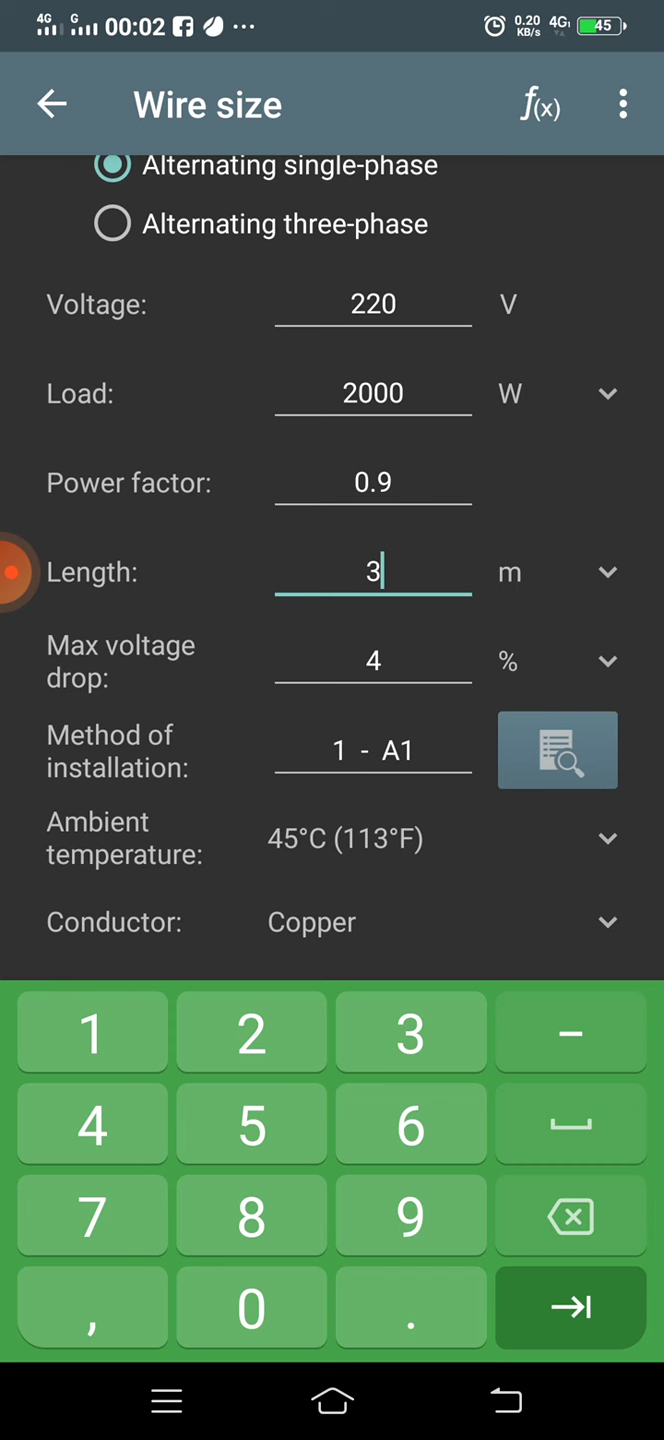 4G G 00:02 ... 0.20 KB/s 4G 45
Wire size f(x)
Alternating single-phase
Alternating three-phase
Voltage: 220 V
Load: 2000 W
Power factor: 0.9
Length: 3 m
Max voltage drop: 4 %
Method of installation: 1 - A1
Ambient temperature: 45°C (113°F)
Conductor: Copper
1 2 3 -
4 5 6
7 8 9
, 0 .